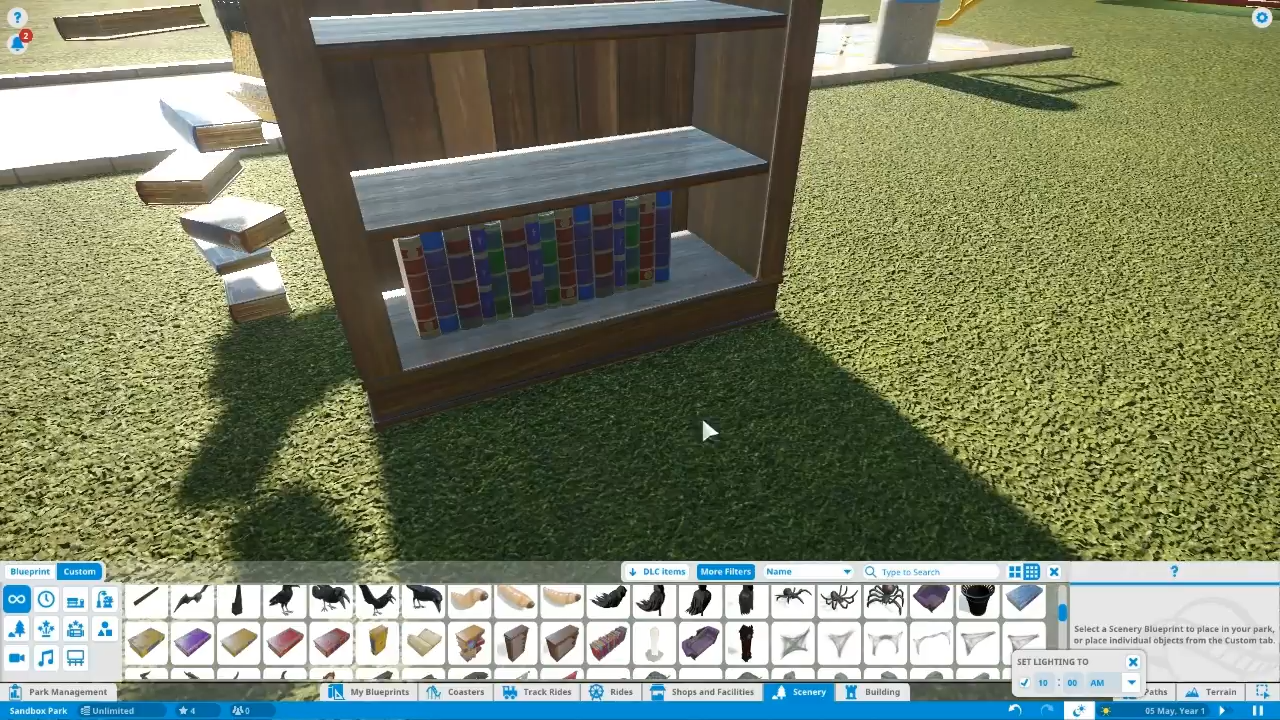 ?
2
Blueprint Custom
DLC items More Filters Name Type to Search
?
Select a Scenery Blueprint to place in your park,
or place individual objects from the Custom tab.
SET LIGHTING TO
10 : 00 AM
Park Management My Blueprints Coasters Track Rides Rides Shops and Facilities Scenery Building Paths Terrain
Sandbox Park Unlimited 4 0 05 May, Year 1